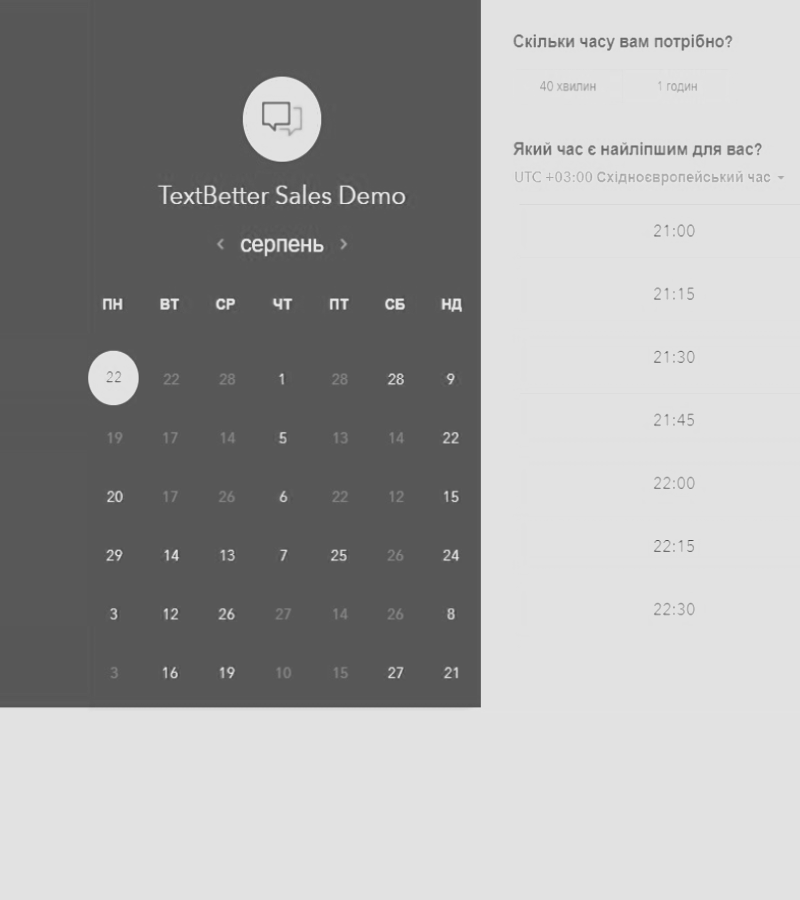 TextBetter Sales Demo
‹ серпень ›
ПН ВТ СР ЧТ ПТ СБ НД
22 22 28 1 28 28 9
19 17 14 5 13 14 22
20 17 26 6 22 12 15
29 14 13 7 25 26 24
3 12 26 27 14 26 8
3 16 19 10 15 27 21
Скільки часу вам потрібно?
40 хвилин 1 годин
Який час є найліпшим для вас?
UTC +03:00 Східноєвропейський час
21:00
21:15
21:30
21:45
22:00
22:15
22:30